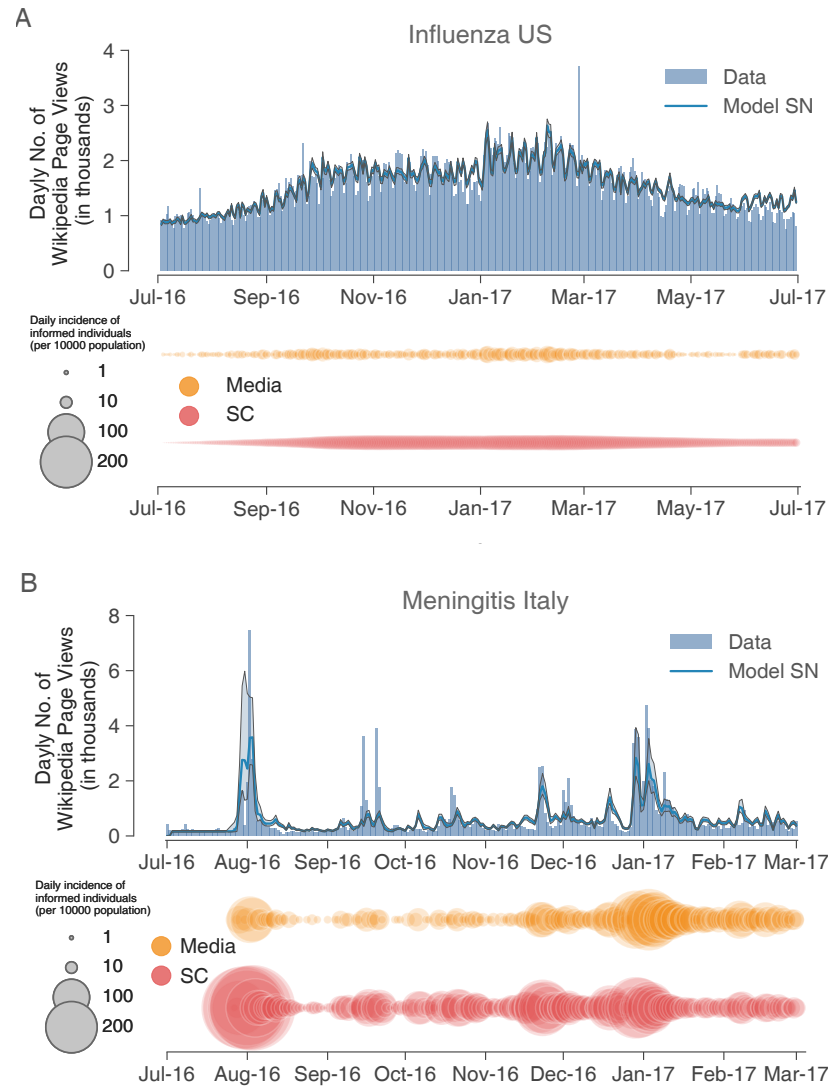 A
Influenza US
Dayly No. of
Wikipedia Page Views
(in thousands)
4
3
2
1
0
Data
Model SN
Jul-16 Sep-16 Nov-16 Jan-17 Mar-17 May-17 Jul-17
Daily incidence of
informed individuals
(per 10000 population)
1
10
100
200
Media
SC
Jul-16 Sep-16 Nov-16 Jan-17 Mar-17 May-17 Jul-17
B
Meningitis Italy
Dayly No. of
Wikipedia Page Views
(in thousands)
8
6
4
2
0
Data
Model SN
Jul-16 Aug-16 Sep-16 Oct-16 Nov-16 Dec-16 Jan-17 Feb-17 Mar-17
Daily incidence of
informed individuals
(per 10000 population)
1
10
100
200
Media
SC
Jul-16 Aug-16 Sep-16 Oct-16 Nov-16 Dec-16 Jan-17 Feb-17 Mar-17